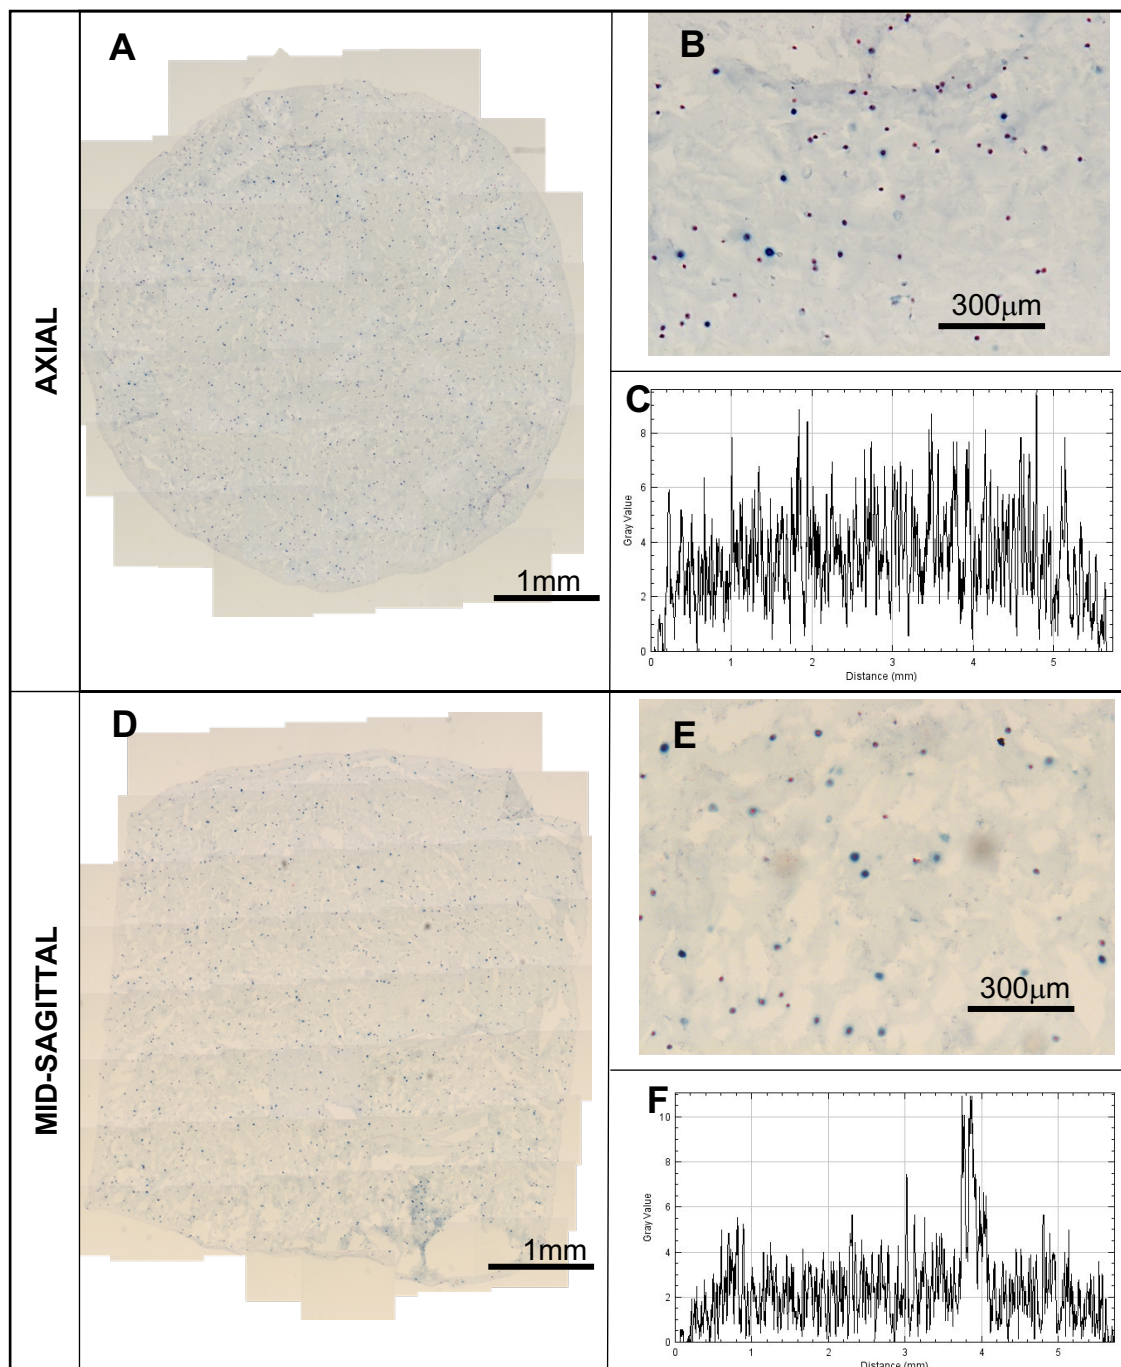 AXIAL
A
1mm
B
300μm
C
Gray Value
8
6
4
2
0
0 1 2 3 4 5
Distance (mm)
MID-SAGITTAL
D
1mm
E
300μm
F
Gray Value
10
8
6
4
2
0
0 1 2 3 4 5
Distance (mm)